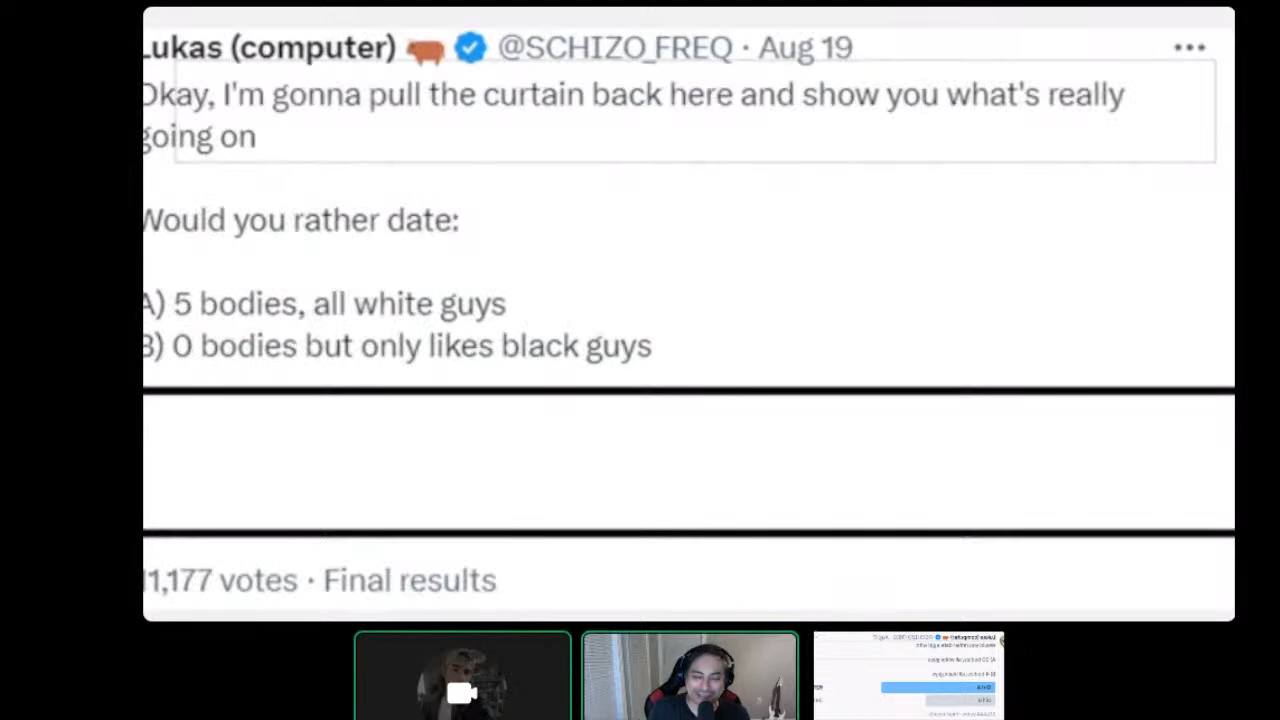 Lukas (computer) @SCHIZO_FREQ · Aug 19
Okay, I'm gonna pull the curtain back here and show you what's really
going on
Would you rather date:
A) 5 bodies, all white guys
B) 0 bodies but only likes black guys
11,177 votes · Final results